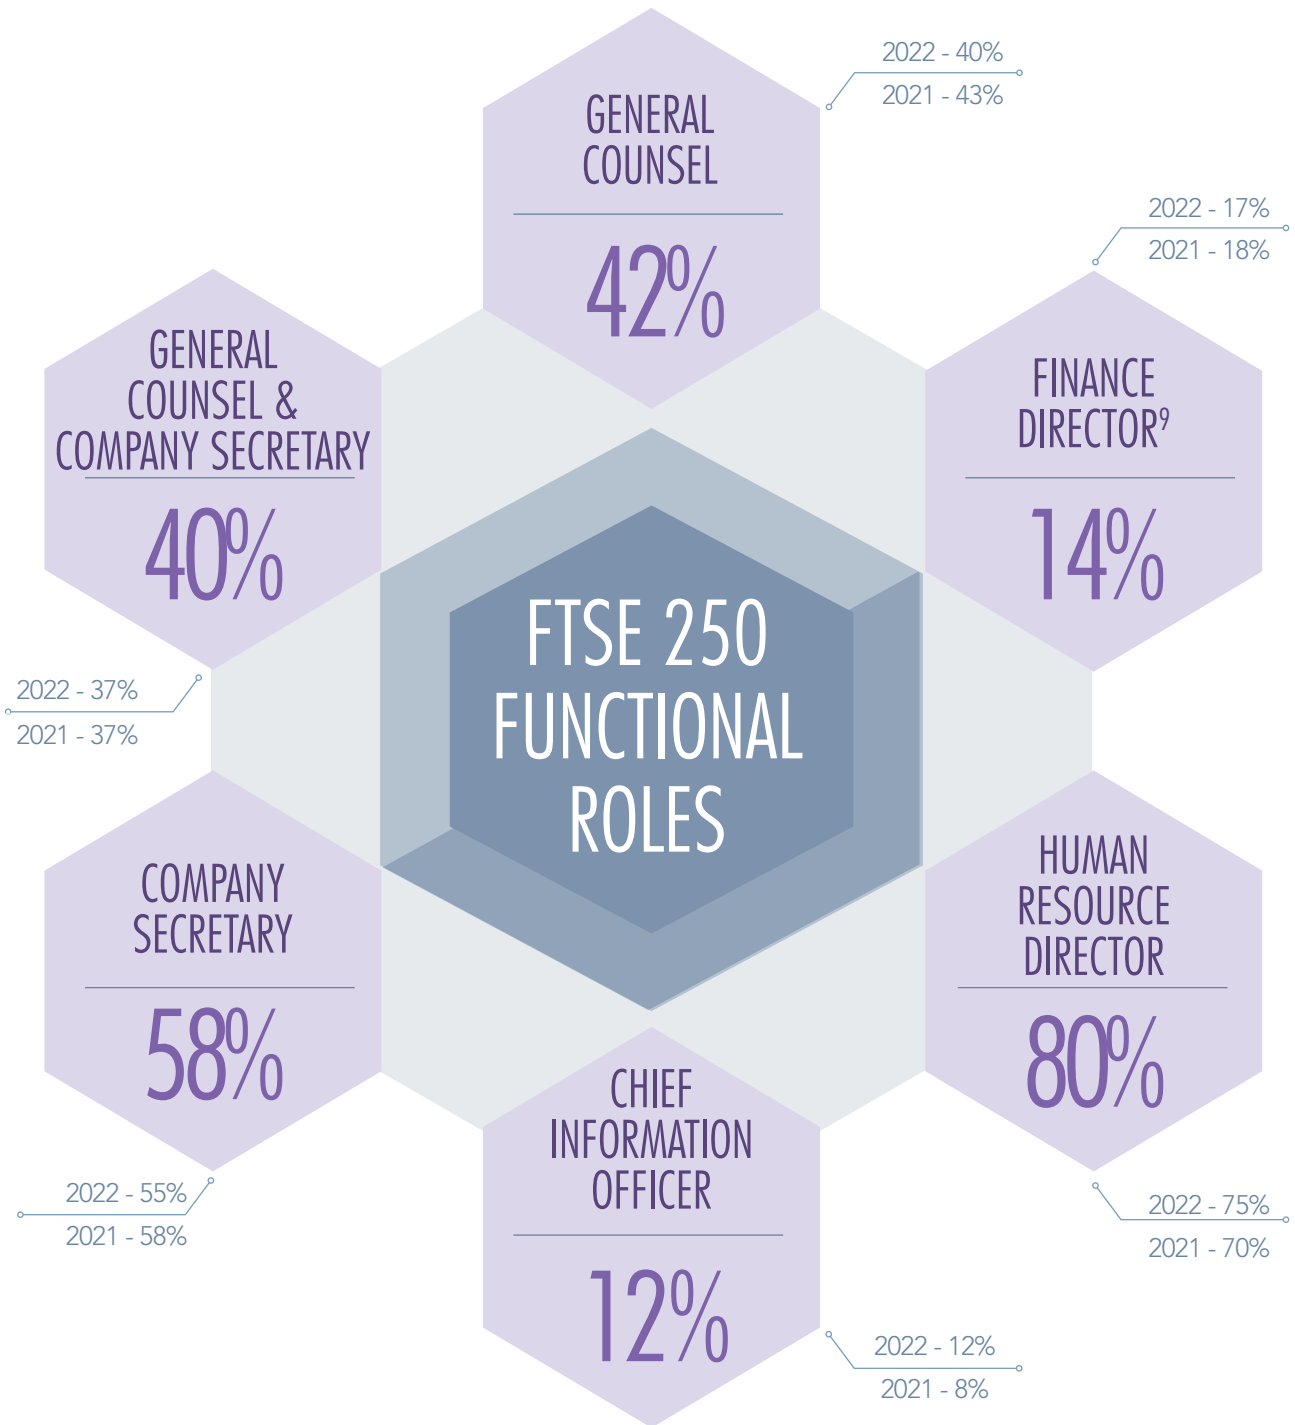 GENERAL
COUNSEL
42%
2022 - 40%
2021 - 43%
FINANCE
DIRECTOR⁹
14%
2022 - 17%
2021 - 18%
GENERAL
COUNSEL &
COMPANY SECRETARY
40%
2022 - 37%
2021 - 37%
FTSE 250
FUNCTIONAL
ROLES
COMPANY
SECRETARY
58%
2022 - 55%
2021 - 58%
HUMAN
RESOURCE
DIRECTOR
80%
2022 - 75%
2021 - 70%
CHIEF
INFORMATION
OFFICER
12%
2022 - 12%
2021 - 8%